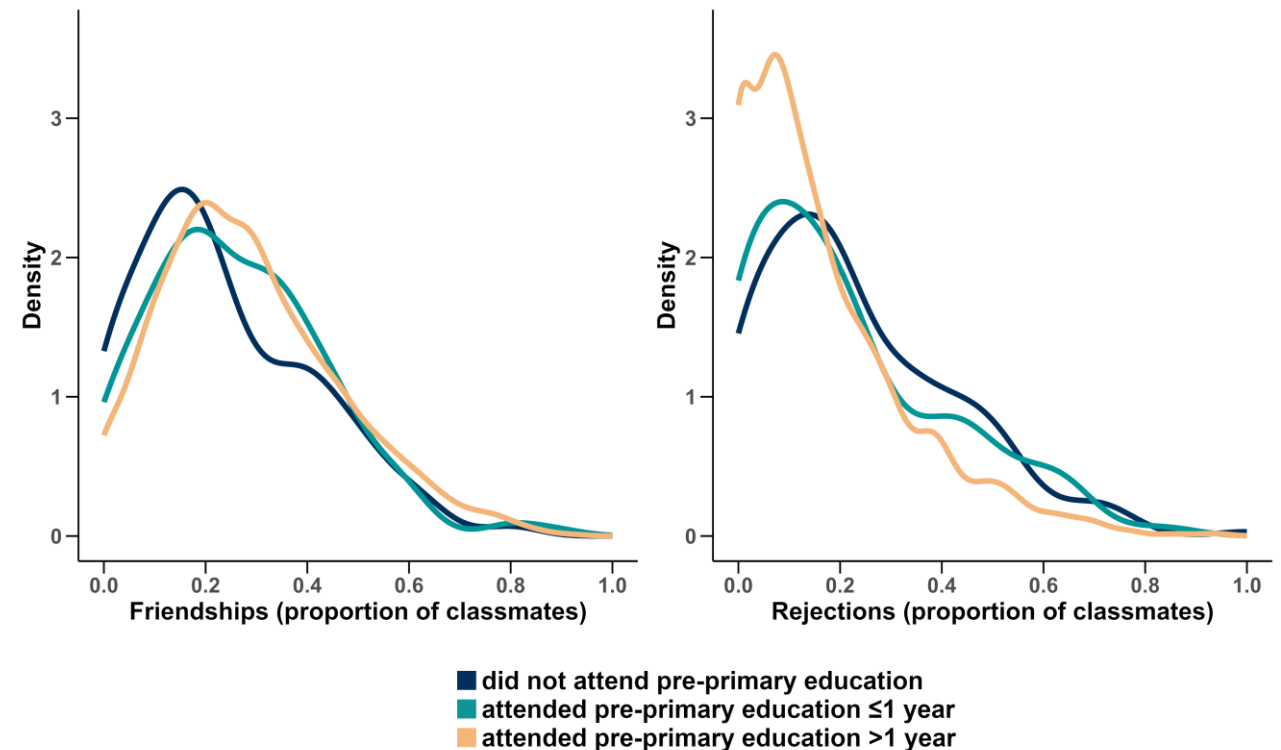 Density
3
2
1
0
0.0 0.2 0.4 0.6 0.8 1.0
Friendships (proportion of classmates)
Density
3
2
1
0
0.0 0.2 0.4 0.6 0.8 1.0
Rejections (proportion of classmates)
did not attend pre-primary education
attended pre-primary education ≤1 year
attended pre-primary education >1 year